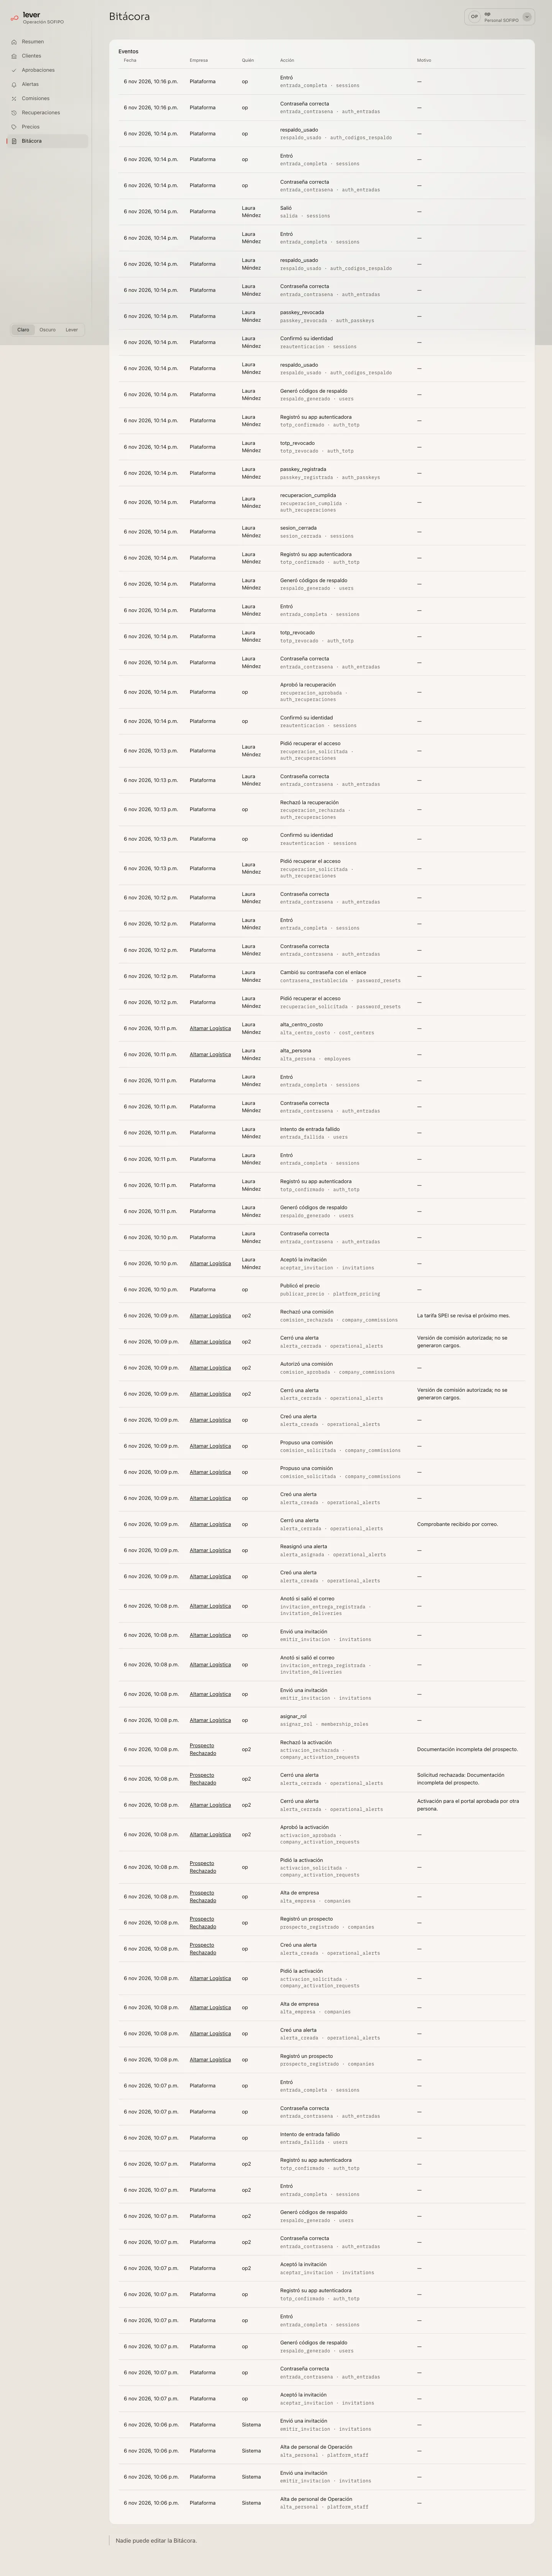 lever
Operación SOFIPO
Resumen
Clientes
Aprobaciones
Alertas
Comisiones
Recuperaciones
Precios
Bitácora
Claro Oscuro Lever
Bitácora
OP
op
Personal SOFIPO
Eventos
Fecha Empresa Quién Acción Motivo
6 nov 2026, 10:16 p.m. Plataforma op Entró —
entrada_completa · sessions
6 nov 2026, 10:16 p.m. Plataforma op Contraseña correcta —
entrada_contrasena · auth_entradas
6 nov 2026, 10:14 p.m. Plataforma op respaldo_usado —
respaldo_usado · auth_codigos_respaldo
6 nov 2026, 10:14 p.m. Plataforma op Entró —
entrada_completa · sessions
6 nov 2026, 10:14 p.m. Plataforma op Contraseña correcta —
entrada_contrasena · auth_entradas
6 nov 2026, 10:14 p.m. Plataforma Laura Méndez Salió —
salida · sessions
6 nov 2026, 10:14 p.m. Plataforma Laura Méndez Entró —
entrada_completa · sessions
6 nov 2026, 10:14 p.m. Plataforma Laura Méndez respaldo_usado —
respaldo_usado · auth_codigos_respaldo
6 nov 2026, 10:14 p.m. Plataforma Laura Méndez Contraseña correcta —
entrada_contrasena · auth_entradas
6 nov 2026, 10:14 p.m. Plataforma Laura Méndez passkey_revocada —
passkey_revocada · auth_passkeys
6 nov 2026, 10:14 p.m. Plataforma Laura Méndez Confirmó su identidad —
reautenticacion · sessions
6 nov 2026, 10:14 p.m. Plataforma Laura Méndez respaldo_usado —
respaldo_usado · auth_codigos_respaldo
6 nov 2026, 10:14 p.m. Plataforma Laura Méndez Generó códigos de respaldo —
respaldo_generado · users
6 nov 2026, 10:14 p.m. Plataforma Laura Méndez Registró su app autenticadora —
totp_confirmado · auth_totp
6 nov 2026, 10:14 p.m. Plataforma Laura Méndez totp_revocado —
totp_revocado · auth_totp
6 nov 2026, 10:14 p.m. Plataforma Laura Méndez passkey_registrada —
passkey_registrada · auth_passkeys
6 nov 2026, 10:14 p.m. Plataforma Laura Méndez recuperacion_cumplida —
recuperacion_cumplida ·
auth_recuperaciones
6 nov 2026, 10:14 p.m. Plataforma Laura Méndez sesion_cerrada —
sesion_cerrada · sessions
6 nov 2026, 10:14 p.m. Plataforma Laura Méndez Registró su app autenticadora —
totp_confirmado · auth_totp
6 nov 2026, 10:14 p.m. Plataforma Laura Méndez Generó códigos de respaldo —
respaldo_generado · users
6 nov 2026, 10:14 p.m. Plataforma Laura Méndez Entró —
entrada_completa · sessions
6 nov 2026, 10:14 p.m. Plataforma Laura Méndez totp_revocado —
totp_revocado · auth_totp
6 nov 2026, 10:14 p.m. Plataforma Laura Méndez Contraseña correcta —
entrada_contrasena · auth_entradas
6 nov 2026, 10:14 p.m. Plataforma op Aprobó la recuperación —
recuperacion_aprobada ·
auth_recuperaciones
6 nov 2026, 10:14 p.m. Plataforma op Confirmó su identidad —
reautenticacion · sessions
6 nov 2026, 10:13 p.m. Plataforma Laura Méndez Pidió recuperar el acceso —
recuperacion_solicitada ·
auth_recuperaciones
6 nov 2026, 10:13 p.m. Plataforma Laura Méndez Contraseña correcta —
entrada_contrasena · auth_entradas
6 nov 2026, 10:13 p.m. Plataforma op Rechazó la recuperación —
recuperacion_rechazada ·
auth_recuperaciones
6 nov 2026, 10:13 p.m. Plataforma op Confirmó su identidad —
reautenticacion · sessions
6 nov 2026, 10:13 p.m. Plataforma Laura Méndez Pidió recuperar el acceso —
recuperacion_solicitada ·
auth_recuperaciones
6 nov 2026, 10:12 p.m. Plataforma Laura Méndez Contraseña correcta —
entrada_contrasena · auth_entradas
6 nov 2026, 10:12 p.m. Plataforma Laura Méndez Entró —
entrada_completa · sessions
6 nov 2026, 10:12 p.m. Plataforma Laura Méndez Contraseña correcta —
entrada_contrasena · auth_entradas
6 nov 2026, 10:12 p.m. Plataforma Laura Méndez Cambió su contraseña con el enlace —
contrasena_restablecida · password_resets
6 nov 2026, 10:12 p.m. Plataforma Laura Méndez Pidió recuperar el acceso —
recuperacion_solicitada · password_resets
6 nov 2026, 10:11 p.m. Altamar Logística Laura Méndez alta_centro_costo —
alta_centro_costo · cost_centers
6 nov 2026, 10:11 p.m. Altamar Logística Laura Méndez alta_persona —
alta_persona · employees
6 nov 2026, 10:11 p.m. Plataforma Laura Méndez Entró —
entrada_completa · sessions
6 nov 2026, 10:11 p.m. Plataforma Laura Méndez Contraseña correcta —
entrada_contrasena · auth_entradas
6 nov 2026, 10:11 p.m. Plataforma Laura Méndez Intento de entrada fallido —
entrada_fallida · users
6 nov 2026, 10:11 p.m. Plataforma Laura Méndez Entró —
entrada_completa · sessions
6 nov 2026, 10:11 p.m. Plataforma Laura Méndez Registró su app autenticadora —
totp_confirmado · auth_totp
6 nov 2026, 10:11 p.m. Plataforma Laura Méndez Generó códigos de respaldo —
respaldo_generado · users
6 nov 2026, 10:10 p.m. Plataforma Laura Méndez Contraseña correcta —
entrada_contrasena · auth_entradas
6 nov 2026, 10:10 p.m. Altamar Logística Laura Méndez Aceptó la invitación —
aceptar_invitacion · invitations
6 nov 2026, 10:10 p.m. Plataforma op Publicó el precio —
publicar_precio · platform_pricing
6 nov 2026, 10:09 p.m. Altamar Logística op2 Rechazó una comisión La tarifa SPEI se revisa el próximo mes.
comision_rechazada · company_commissions
6 nov 2026, 10:09 p.m. Altamar Logística op2 Cerró una alerta Versión de comisión autorizada; no se generaron cargos.
alerta_cerrada · operational_alerts
6 nov 2026, 10:09 p.m. Altamar Logística op2 Autorizó una comisión —
comision_aprobada · company_commissions
6 nov 2026, 10:09 p.m. Altamar Logística op2 Cerró una alerta Versión de comisión autorizada; no se generaron cargos.
alerta_cerrada · operational_alerts
6 nov 2026, 10:09 p.m. Altamar Logística op Creó una alerta —
alerta_creada · operational_alerts
6 nov 2026, 10:09 p.m. Altamar Logística op Propuso una comisión —
comision_solicitada · company_commissions
6 nov 2026, 10:09 p.m. Altamar Logística op Propuso una comisión —
comision_solicitada · company_commissions
6 nov 2026, 10:09 p.m. Altamar Logística op Creó una alerta —
alerta_creada · operational_alerts
6 nov 2026, 10:09 p.m. Altamar Logística op Cerró una alerta Comprobante recibido por correo.
alerta_cerrada · operational_alerts
6 nov 2026, 10:09 p.m. Altamar Logística op Reasignó una alerta —
alerta_asignada · operational_alerts
6 nov 2026, 10:09 p.m. Altamar Logística op Creó una alerta —
alerta_creada · operational_alerts
6 nov 2026, 10:08 p.m. Altamar Logística op Anotó si salió el correo —
invitacion_entrega_registrada ·
invitation_deliveries
6 nov 2026, 10:08 p.m. Altamar Logística op Envió una invitación —
emitir_invitacion · invitations
6 nov 2026, 10:08 p.m. Altamar Logística op Anotó si salió el correo —
invitacion_entrega_registrada ·
invitation_deliveries
6 nov 2026, 10:08 p.m. Altamar Logística op Envió una invitación —
emitir_invitacion · invitations
6 nov 2026, 10:08 p.m. Altamar Logística op asignar_rol —
asignar_rol · membership_roles
6 nov 2026, 10:08 p.m. Prospecto Rechazado op2 Rechazó la activación Documentación incompleta del prospecto.
activacion_rechazada ·
company_activation_requests
6 nov 2026, 10:08 p.m. Prospecto Rechazado op2 Cerró una alerta Solicitud rechazada: Documentación incompleta del prospecto.
alerta_cerrada · operational_alerts
6 nov 2026, 10:08 p.m. Altamar Logística op2 Cerró una alerta Activación para el portal aprobada por otra persona.
alerta_cerrada · operational_alerts
6 nov 2026, 10:08 p.m. Altamar Logística op2 Aprobó la activación —
activacion_aprobada ·
company_activation_requests
6 nov 2026, 10:08 p.m. Prospecto Rechazado op Pidió la activación —
activacion_solicitada ·
company_activation_requests
6 nov 2026, 10:08 p.m. Prospecto Rechazado op Alta de empresa —
alta_empresa · companies
6 nov 2026, 10:08 p.m. Prospecto Rechazado op Registró un prospecto —
prospecto_registrado · companies
6 nov 2026, 10:08 p.m. Prospecto Rechazado op Creó una alerta —
alerta_creada · operational_alerts
6 nov 2026, 10:08 p.m. Altamar Logística op Pidió la activación —
activacion_solicitada ·
company_activation_requests
6 nov 2026, 10:08 p.m. Altamar Logística op Alta de empresa —
alta_empresa · companies
6 nov 2026, 10:08 p.m. Altamar Logística op Creó una alerta —
alerta_creada · operational_alerts
6 nov 2026, 10:08 p.m. Altamar Logística op Registró un prospecto —
prospecto_registrado · companies
6 nov 2026, 10:07 p.m. Plataforma op Entró —
entrada_completa · sessions
6 nov 2026, 10:07 p.m. Plataforma op Contraseña correcta —
entrada_contrasena · auth_entradas
6 nov 2026, 10:07 p.m. Plataforma op Intento de entrada fallido —
entrada_fallida · users
6 nov 2026, 10:07 p.m. Plataforma op2 Registró su app autenticadora —
totp_confirmado · auth_totp
6 nov 2026, 10:07 p.m. Plataforma op2 Entró —
entrada_completa · sessions
6 nov 2026, 10:07 p.m. Plataforma op2 Generó códigos de respaldo —
respaldo_generado · users
6 nov 2026, 10:07 p.m. Plataforma op2 Contraseña correcta —
entrada_contrasena · auth_entradas
6 nov 2026, 10:07 p.m. Plataforma op2 Aceptó la invitación —
aceptar_invitacion · invitations
6 nov 2026, 10:07 p.m. Plataforma op Registró su app autenticadora —
totp_confirmado · auth_totp
6 nov 2026, 10:07 p.m. Plataforma op Entró —
entrada_completa · sessions
6 nov 2026, 10:07 p.m. Plataforma op Generó códigos de respaldo —
respaldo_generado · users
6 nov 2026, 10:07 p.m. Plataforma op Contraseña correcta —
entrada_contrasena · auth_entradas
6 nov 2026, 10:07 p.m. Plataforma op Aceptó la invitación —
aceptar_invitacion · invitations
6 nov 2026, 10:06 p.m. Plataforma Sistema Envió una invitación —
emitir_invitacion · invitations
6 nov 2026, 10:06 p.m. Plataforma Sistema Alta de personal de Operación —
alta_personal · platform_staff
6 nov 2026, 10:06 p.m. Plataforma Sistema Envió una invitación —
emitir_invitacion · invitations
6 nov 2026, 10:06 p.m. Plataforma Sistema Alta de personal de Operación —
alta_personal · platform_staff
Nadie puede editar la Bitácora.